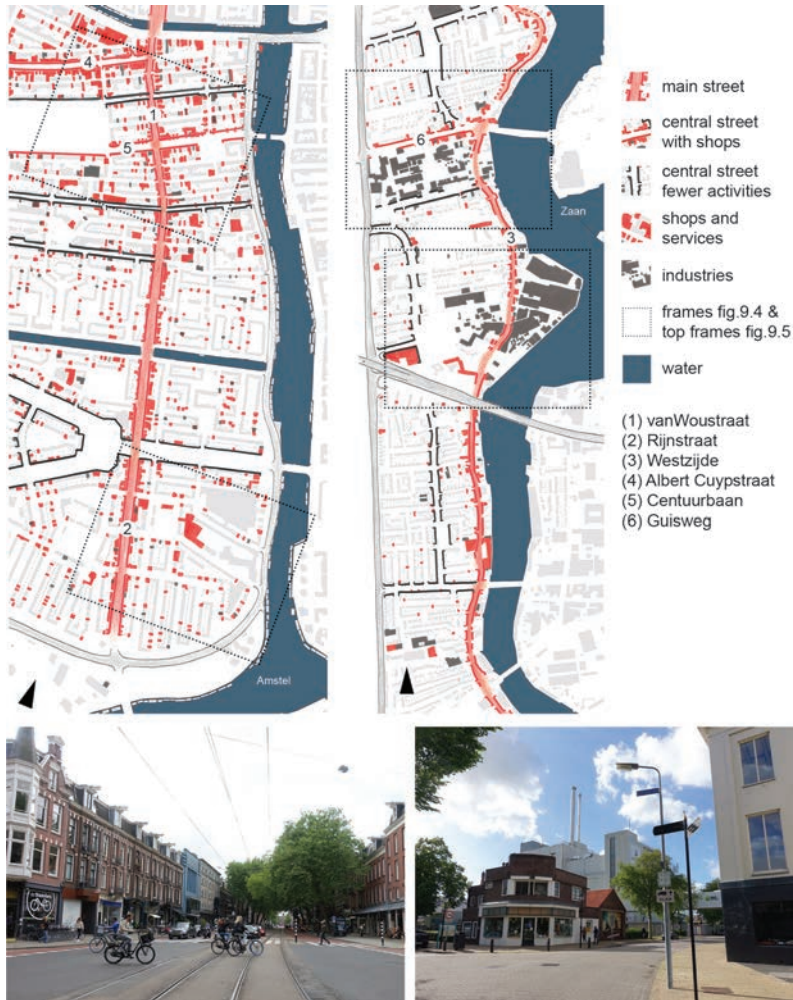 4
1
5
2
Amstel
6
Zaan
3
main street
central street
with shops
central street
fewer activities
shops and
services
industries
frames fig.9.4 &
top frames fig.9.5
water
(1) vanWoustraat
(2) Rijnstraat
(3) Westzijde
(4) Albert Cuypstraat
(5) Centuurbaan
(6) Guisweg